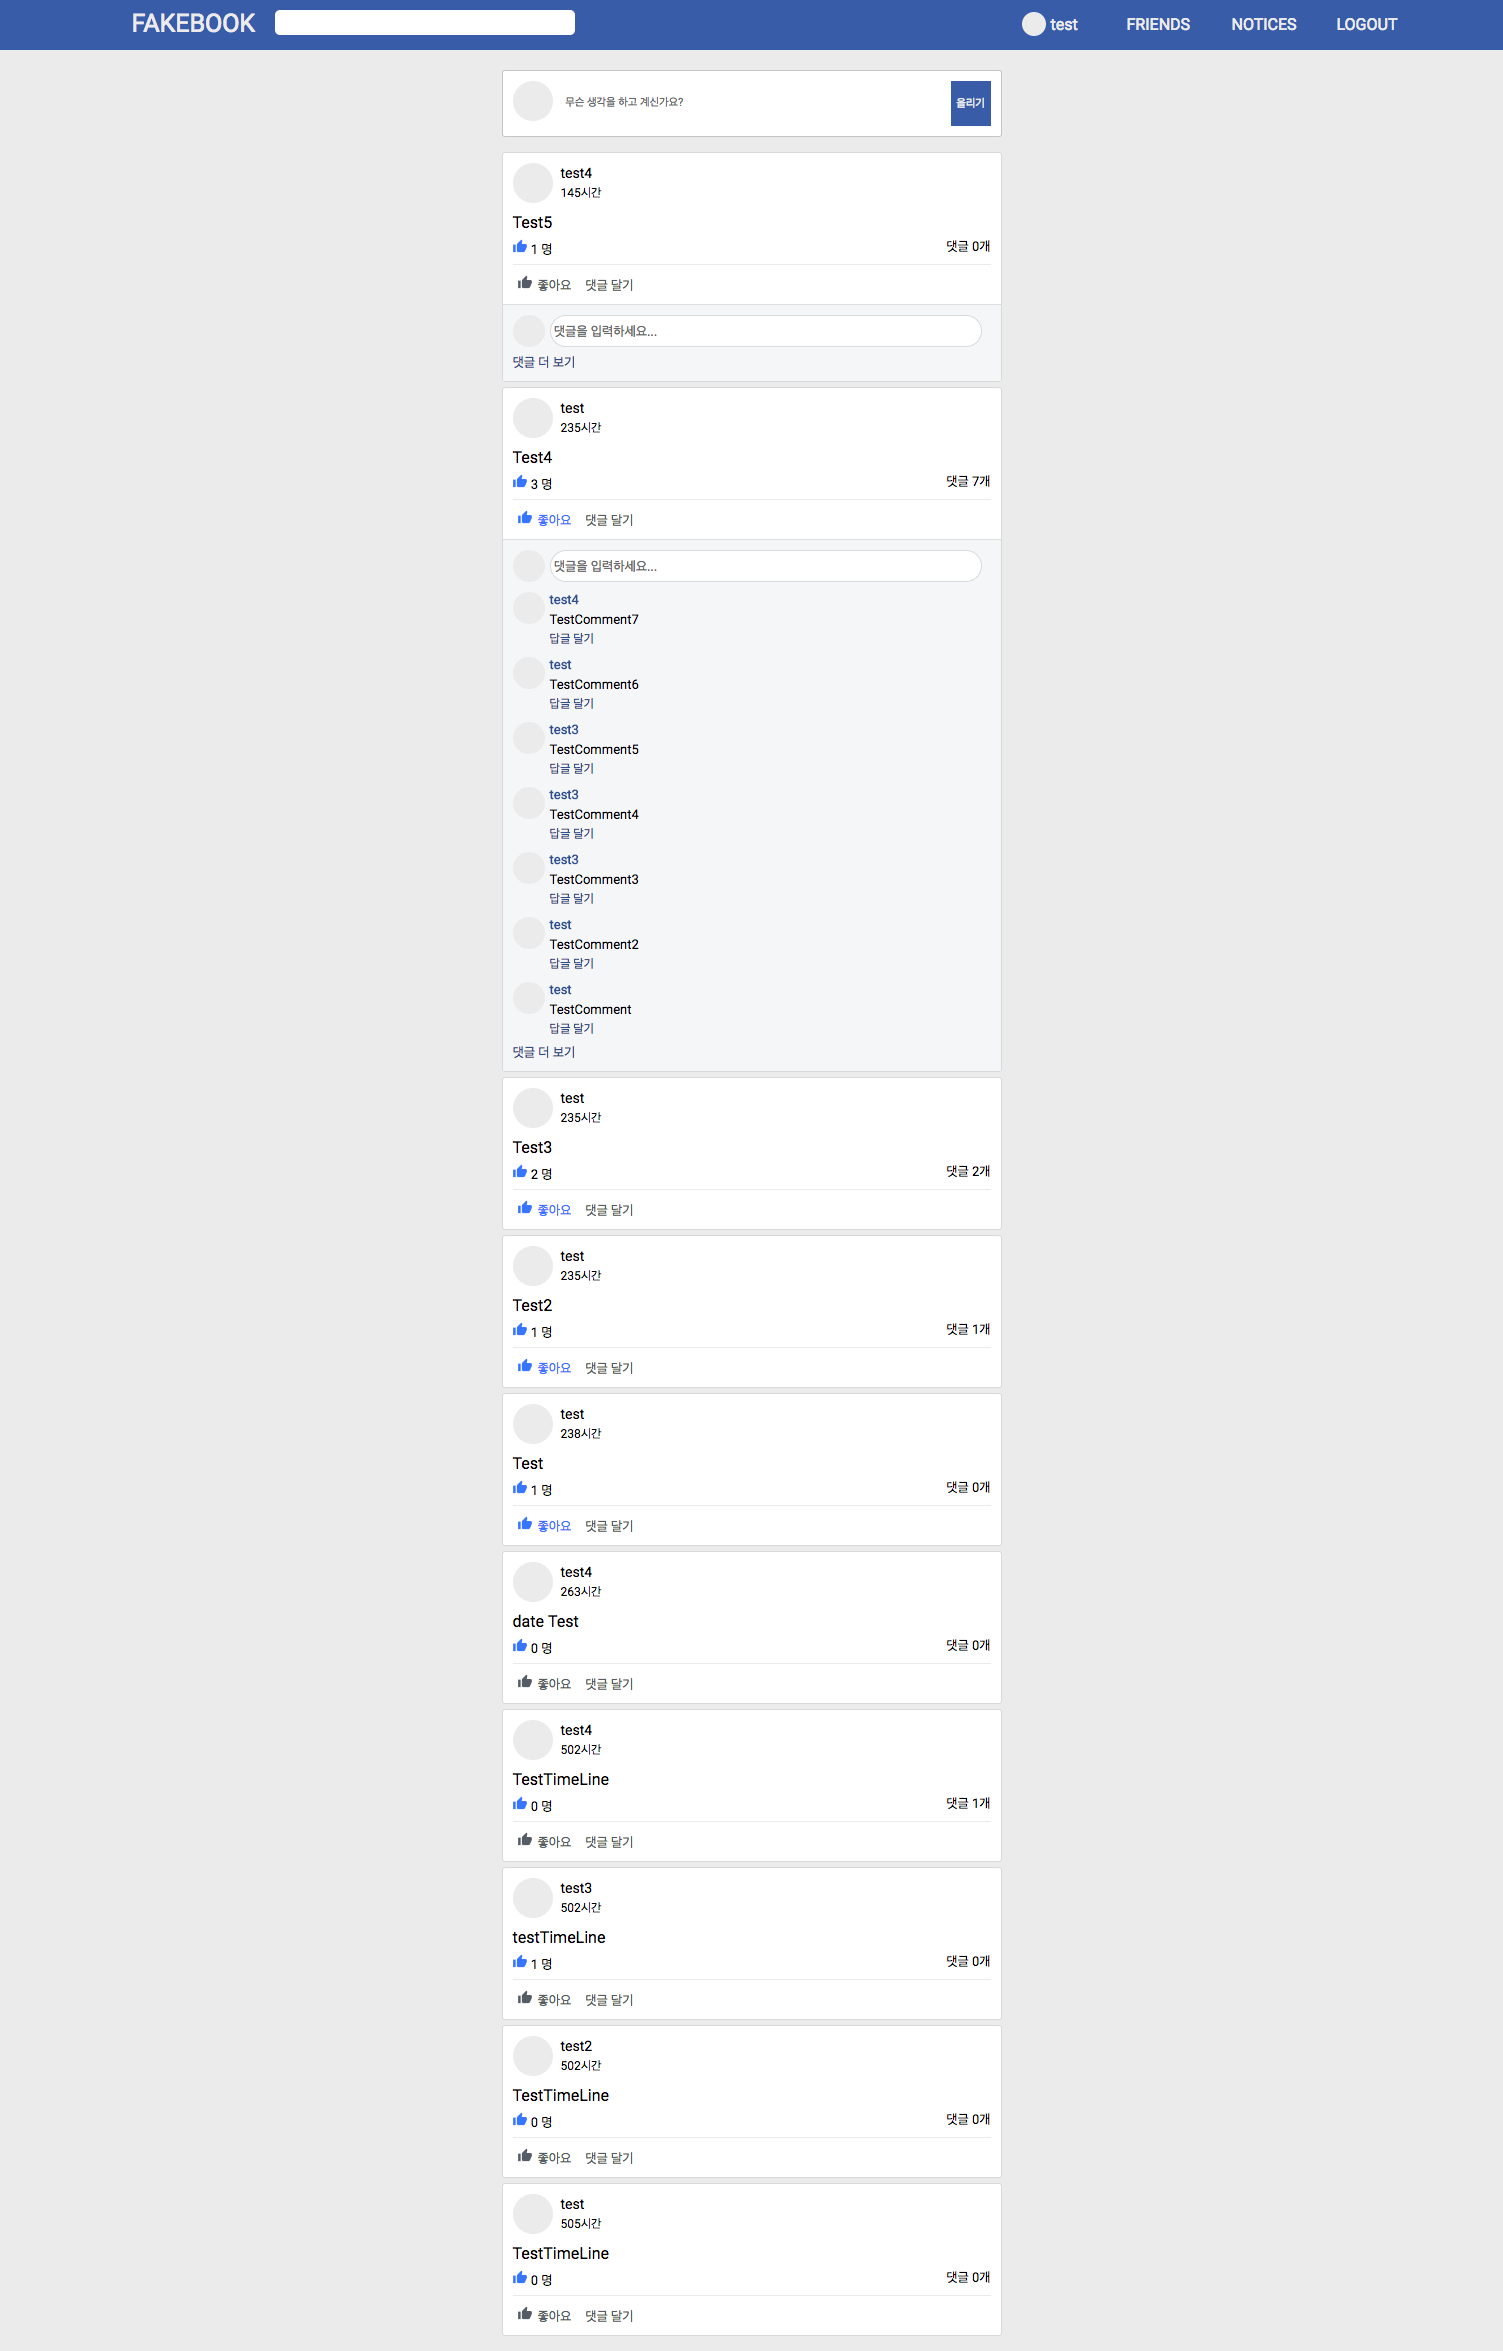 FAKEBOOK test FRIENDS NOTICES LOGOUT
무슨 생각을 하고 계신가요? 올리기
test4
145시간
Test5
1 명 댓글 0개
좋아요 댓글 달기
댓글을 입력하세요...
댓글 더 보기
test
235시간
Test4
3 명 댓글 7개
좋아요 댓글 달기
댓글을 입력하세요...
test4
TestComment7
답글 달기
test
TestComment6
답글 달기
test3
TestComment5
답글 달기
test3
TestComment4
답글 달기
test3
TestComment3
답글 달기
test
TestComment2
답글 달기
test
TestComment
답글 달기
댓글 더 보기
test
235시간
Test3
2 명 댓글 2개
좋아요 댓글 달기
test
235시간
Test2
1 명 댓글 1개
좋아요 댓글 달기
test
238시간
Test
1 명 댓글 0개
좋아요 댓글 달기
test4
263시간
date Test
0 명 댓글 0개
좋아요 댓글 달기
test4
502시간
TestTimeLine
0 명 댓글 1개
좋아요 댓글 달기
test3
502시간
testTimeLine
1 명 댓글 0개
좋아요 댓글 달기
test2
502시간
TestTimeLine
0 명 댓글 0개
좋아요 댓글 달기
test
505시간
TestTimeLine
0 명 댓글 0개
좋아요 댓글 달기